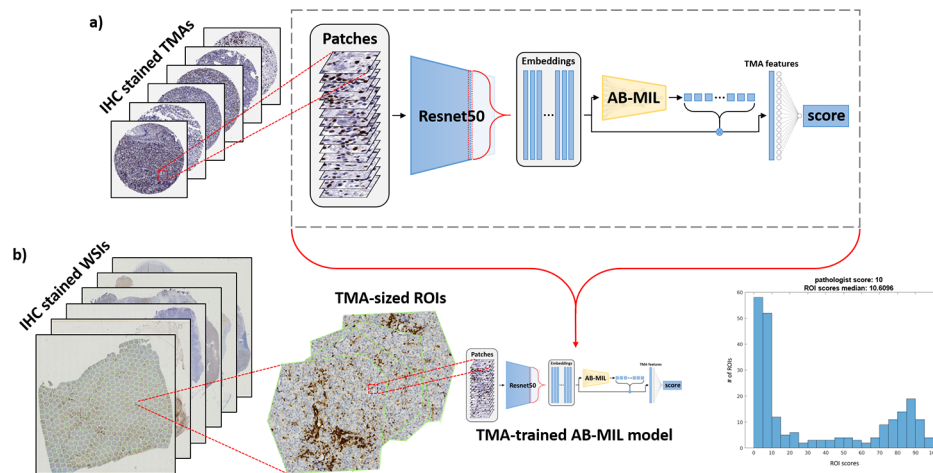 a)
IHC stained TMAs
Patches
Resnet50
Embeddings
AB-MIL
TMA features
score
b)
IHC stained WSIs
TMA-sized ROIs
Patches
Resnet50
Embeddings
AB-MIL
TMA features
score
TMA-trained AB-MIL model
pathologist score: 10
ROI scores median: 10.6096
# of ROIs
60
50
40
30
20
10
0
0 10 20 30 40 50 60 70 80 90 100
ROI scores